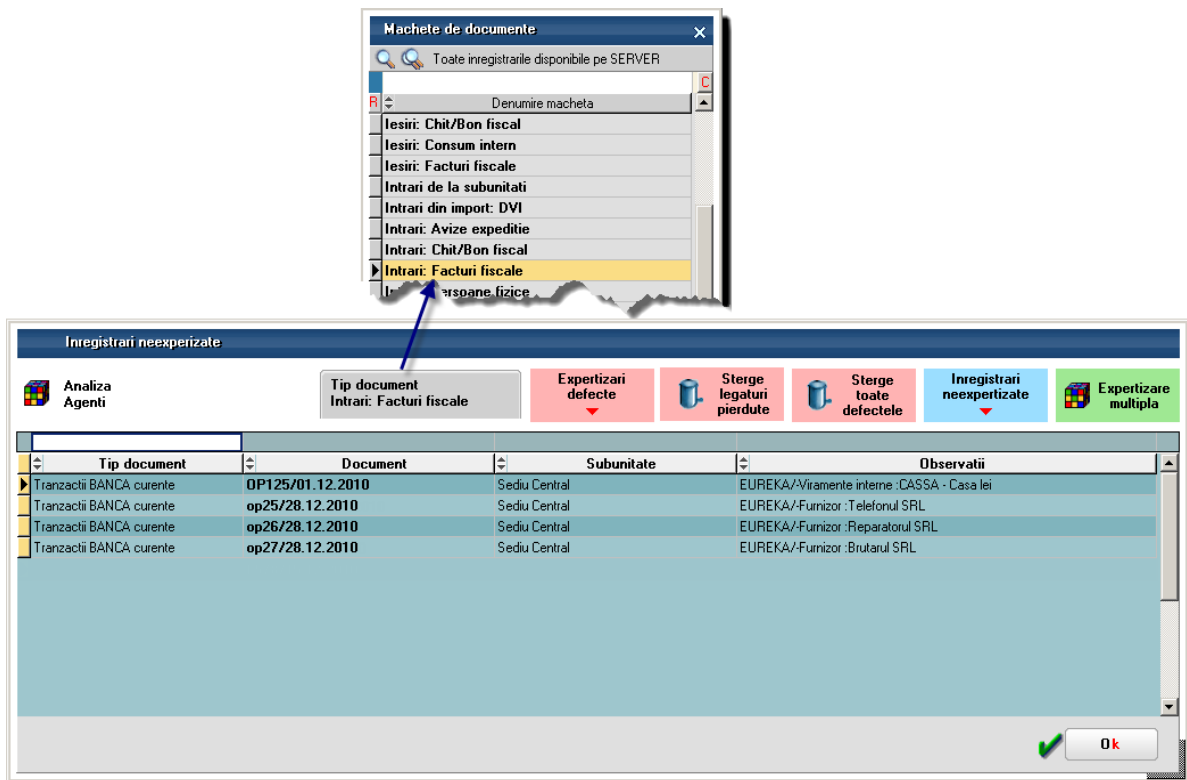 Machete de documente
Toate inregistrarile disponibile pe SERVER
C
R Denumire macheta
Iesiri: Chit/Bon fiscal
Iesiri: Consum intern
Iesiri: Facturi fiscale
Intrari de la subunitati
Intrari din import: DVI
Intrari: Avize expeditie
Intrari: Chit/Bon fiscal
Intrari: Facturi fiscale
fizice
Inregistrari neexperizate
Analiza
Agenti
Tip document
Intrari: Facturi fiscale
Expertizari
defecte
Sterge
legaturi
pierdute
Sterge
toate
defectele
Inregistrari
neexpertizate
Expertizare
multipla
Tip document Document Subunitate Observatii
Tranzactii BANCA curente OP125/01.12.2010 Sediu Central EUREKA/-Viramente interne :CASSA - Casa lei
Tranzactii BANCA curente op25/28.12.2010 Sediu Central EUREKA/-Furnizor :Telefonul SRL
Tranzactii BANCA curente op26/28.12.2010 Sediu Central EUREKA/-Furnizor :Reparatorul SRL
Tranzactii BANCA curente op27/28.12.2010 Sediu Central EUREKA/-Furnizor :Brutarul SRL
Ok